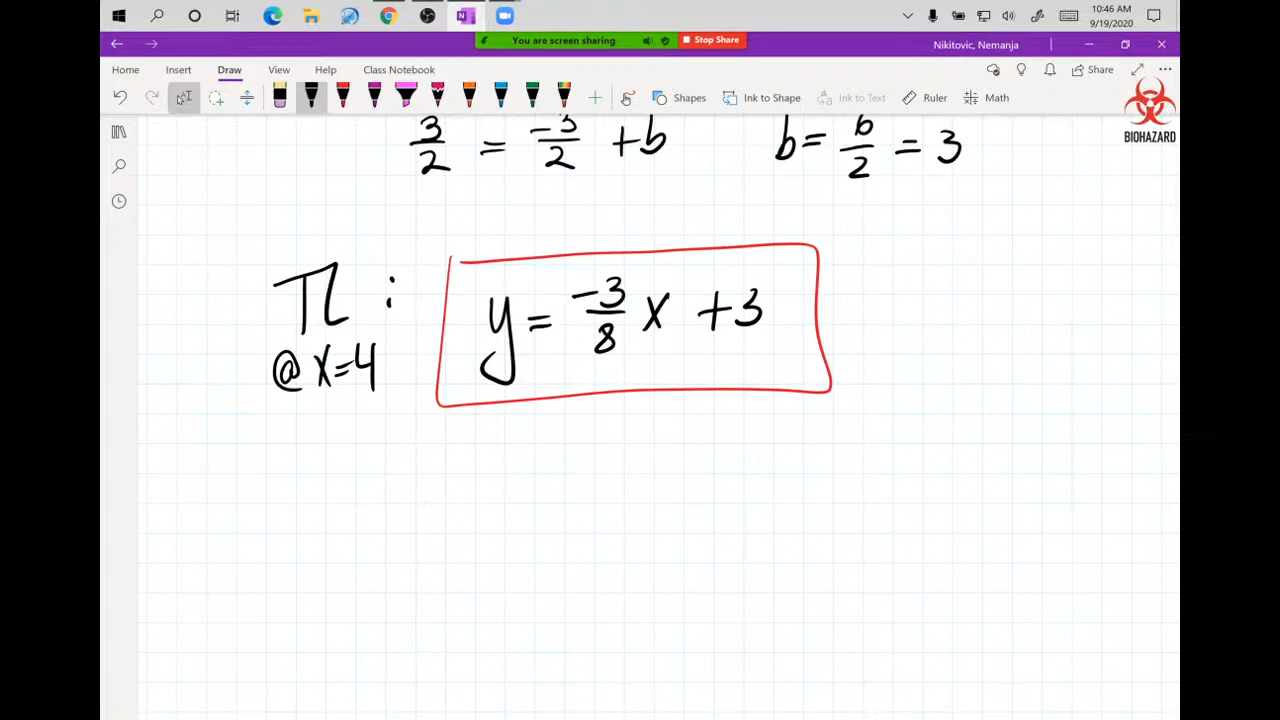 10:46 AM
9/19/2020
You are screen sharing
Stop Share
Nikitovic, Nemanja
Home Insert Draw View Help Class Notebook Share
Shapes Ink to Shape Ink to Text Ruler Math
BIOHAZARD
3/2 = -3/2 + b b = 6/2 = 3
TL : y = -3/8 x + 3
@ x=4